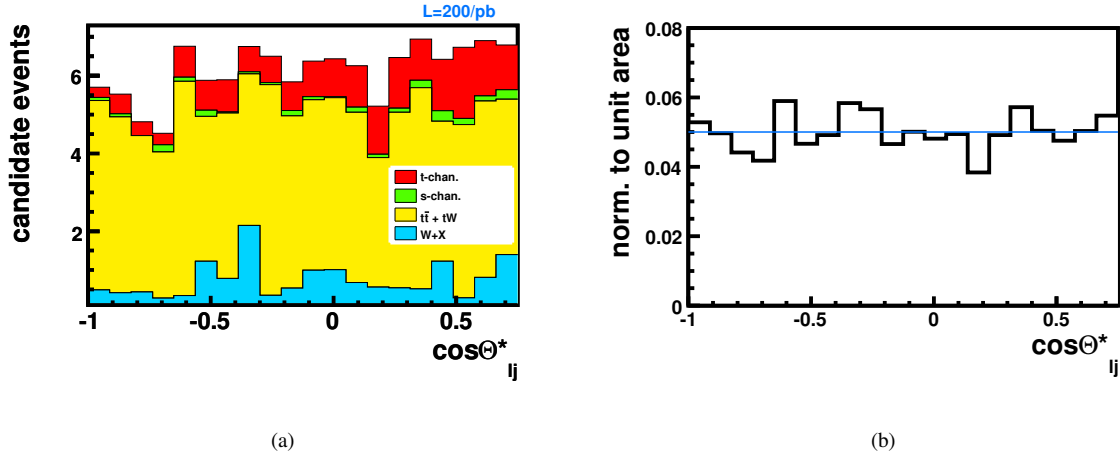 L=200/pb
candidate events
6
4
2
t-chan.
s-chan.
tt̄ + tW
W+X
-1 -0.5 0 0.5
cosΘ*lj
(a)
norm. to unit area
0.08
0.06
0.04
0.02
0
-1 -0.5 0 0.5
cosΘ*lj
(b)